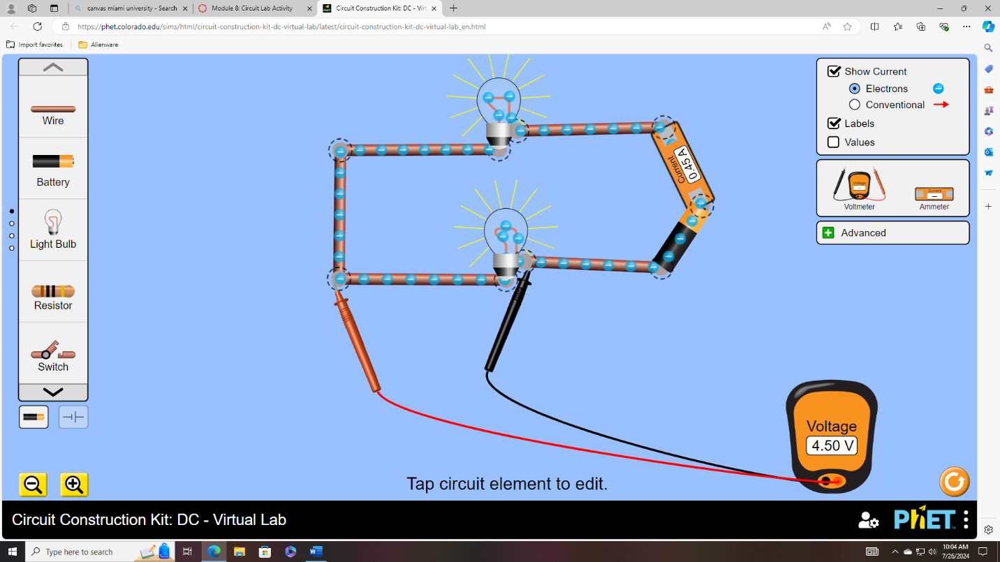 canvas miami university - Search
Module & Circuit Lab Activity
Circuit Construction Kit: DC - Virt
https://phet.colorado.edu/sims/html/circuit-construction-kit-dc-virtual-lab/latest/circuit-construction-kit-dc-virtual-lab_en.html
Import favorites
Alienware
Wire
Battery
Light Bulb
Resistor
Switch
Current
0.45 A
Show Current
Electrons
Conventional
Labels
Values
Voltage
Voltmeter
Current
Ammeter
Advanced
Voltage
4.50 V
Tap circuit element to edit.
Circuit Construction Kit: DC - Virtual Lab
PhET
Type here to search
10:04 AM
7/26/2024